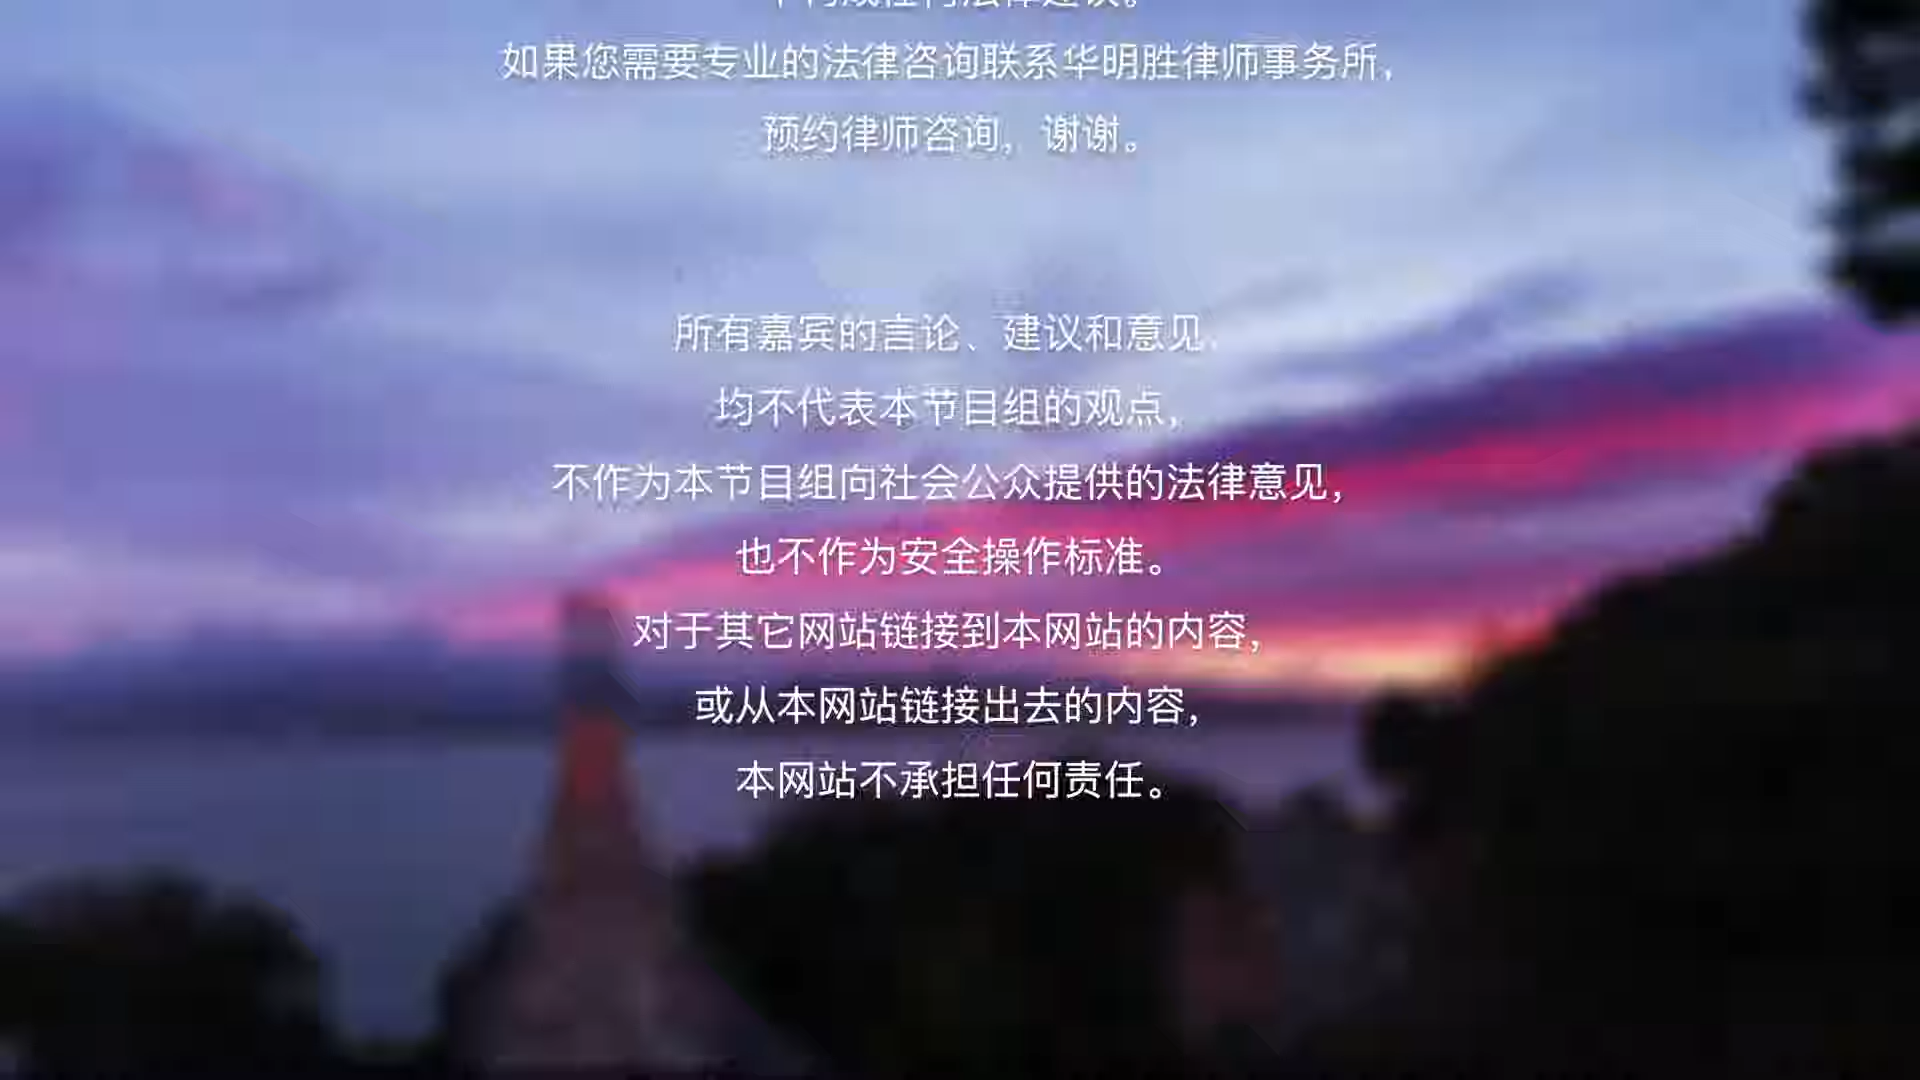 如果您需要专业的法律咨询联系华明胜律师事务所，
预约律师咨询，谢谢。
所有嘉宾的言论、建议和意见，
均不代表本节目组的观点，
不作为本节目组向社会公众提供的法律意见，
也不作为安全操作标准。
对于其它网站链接到本网站的内容，
或从本网站链接出去的内容，
本网站不承担任何责任。